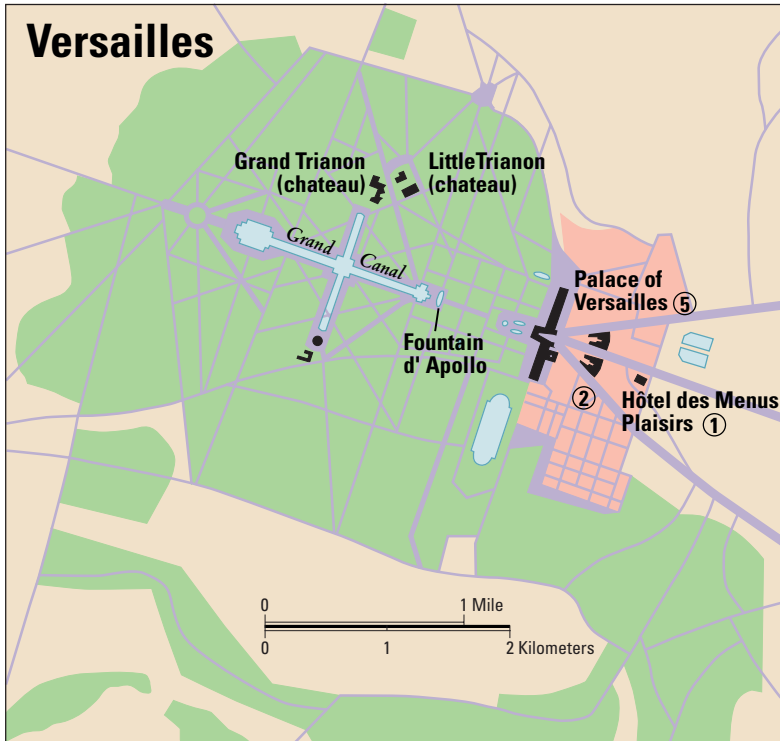 Versailles
Grand Trianon
(chateau)
LittleTrianon
(chateau)
Grand
Canal
Palace of
Versailles ⑤
Fountain
d' Apollo
②
Hôtel des Menus
Plaisirs ①
0 1 Mile
0 1 2 Kilometers